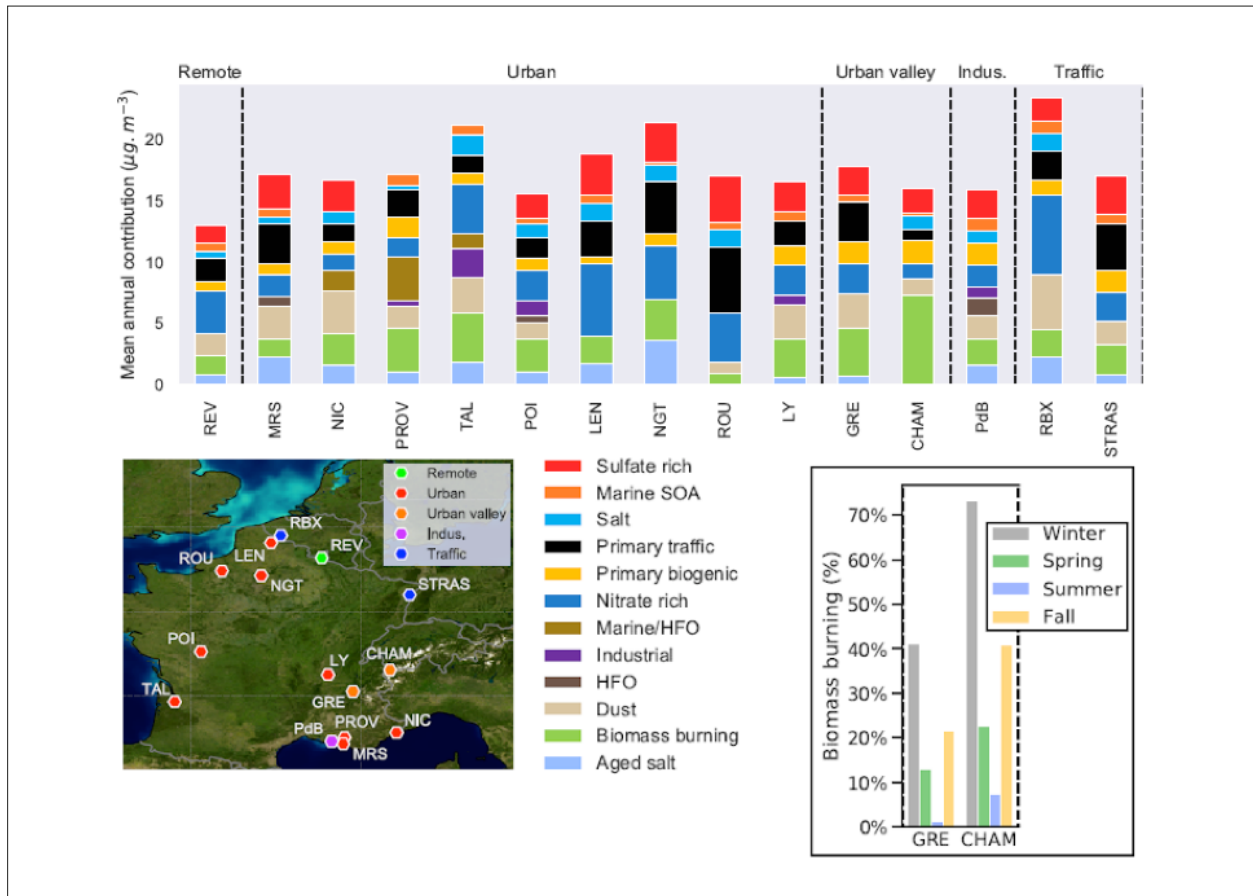 Remote
Urban
Urban valley
Indus.
Traffic
Mean annual contribution (μg. m⁻³)
20
15
10
5
0
REV
MRS
NIC
PROV
TAL
POI
LEN
NGT
ROU
LY
GRE
CHAM
PdB
RBX
STRAS
Remote
Urban
Urban valley
Indus.
Traffic
RBX
REV
LEN
ROU
NGT
STRAS
POI
LY
CHAM
TAL
GRE
PdB
PROV
NIC
MRS
Sulfate rich
Marine SOA
Salt
Primary traffic
Primary biogenic
Nitrate rich
Marine/HFO
Industrial
HFO
Dust
Biomass burning
Aged salt
Biomass burning (%)
70%
60%
50%
40%
30%
20%
10%
0%
Winter
Spring
Summer
Fall
GRE
CHAM